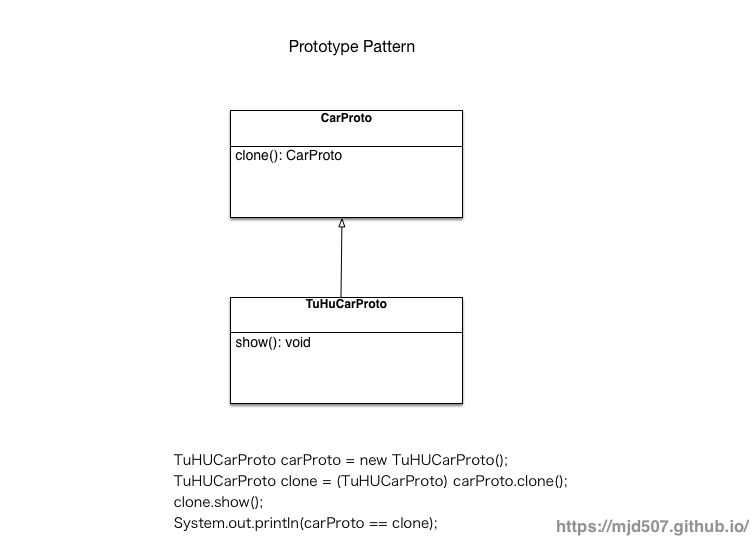 Prototype Pattern
CarProto
clone(): CarProto
TuHuCarProto
show(): void
TuHUCarProto carProto = new TuHUCarProto();
TuHUCarProto clone = (TuHUCarProto) carProto.clone();
clone.show();
System.out.println(carProto == clone);
https://mjd507.github.io/